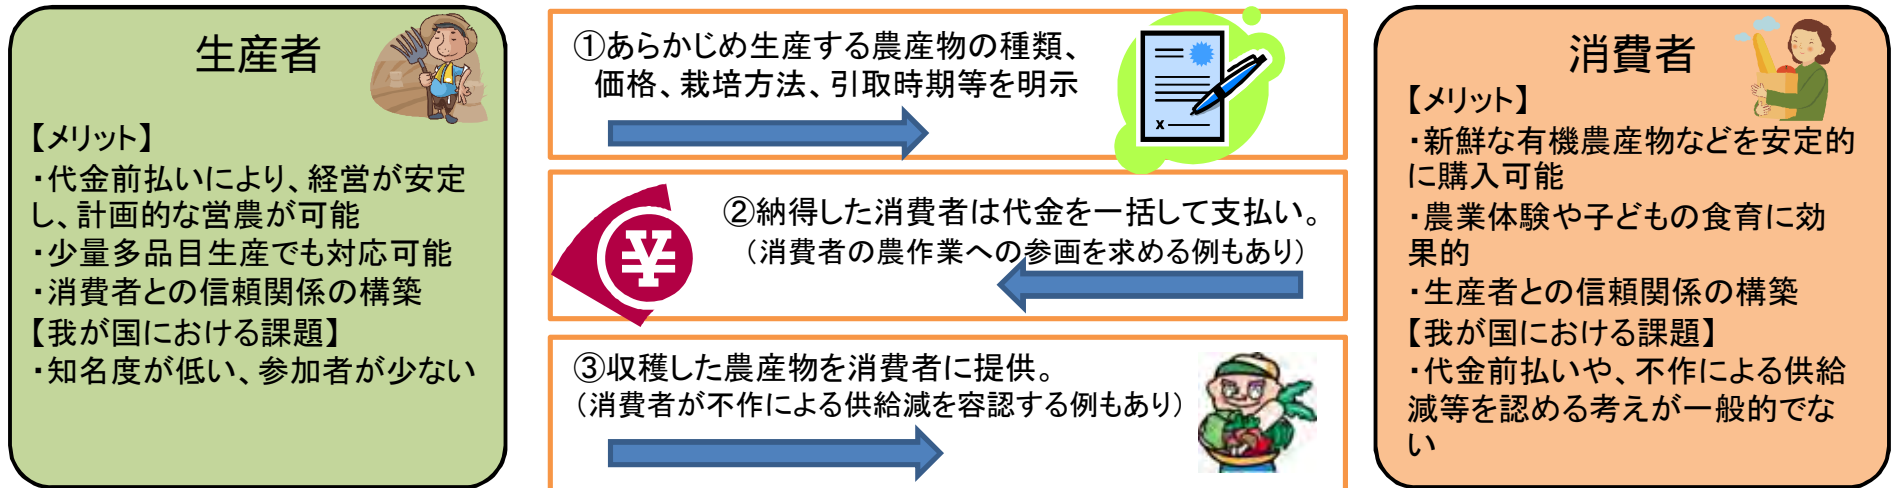 生産者
【メリット】
・代金前払いにより、経営が安定
し、計画的な営農が可能
・少量多品目生産でも対応可能
・消費者との信頼関係の構築
【我が国における課題】
・知名度が低い、参加者が少ない
①あらかじめ生産する農産物の種類、
価格、栽培方法、引取時期等を明示
x
②納得した消費者は代金を一括して支払い。
（消費者の農作業への参画を求める例もあり）
¥
③収穫した農産物を消費者に提供。
（消費者が不作による供給減を容認する例もあり）
消費者
【メリット】
・新鮮な有機農産物などを安定的
に購入可能
・農業体験や子どもの食育に効
果的
・生産者との信頼関係の構築
【我が国における課題】
・代金前払いや、不作による供給
減等を認める考えが一般的でな
い